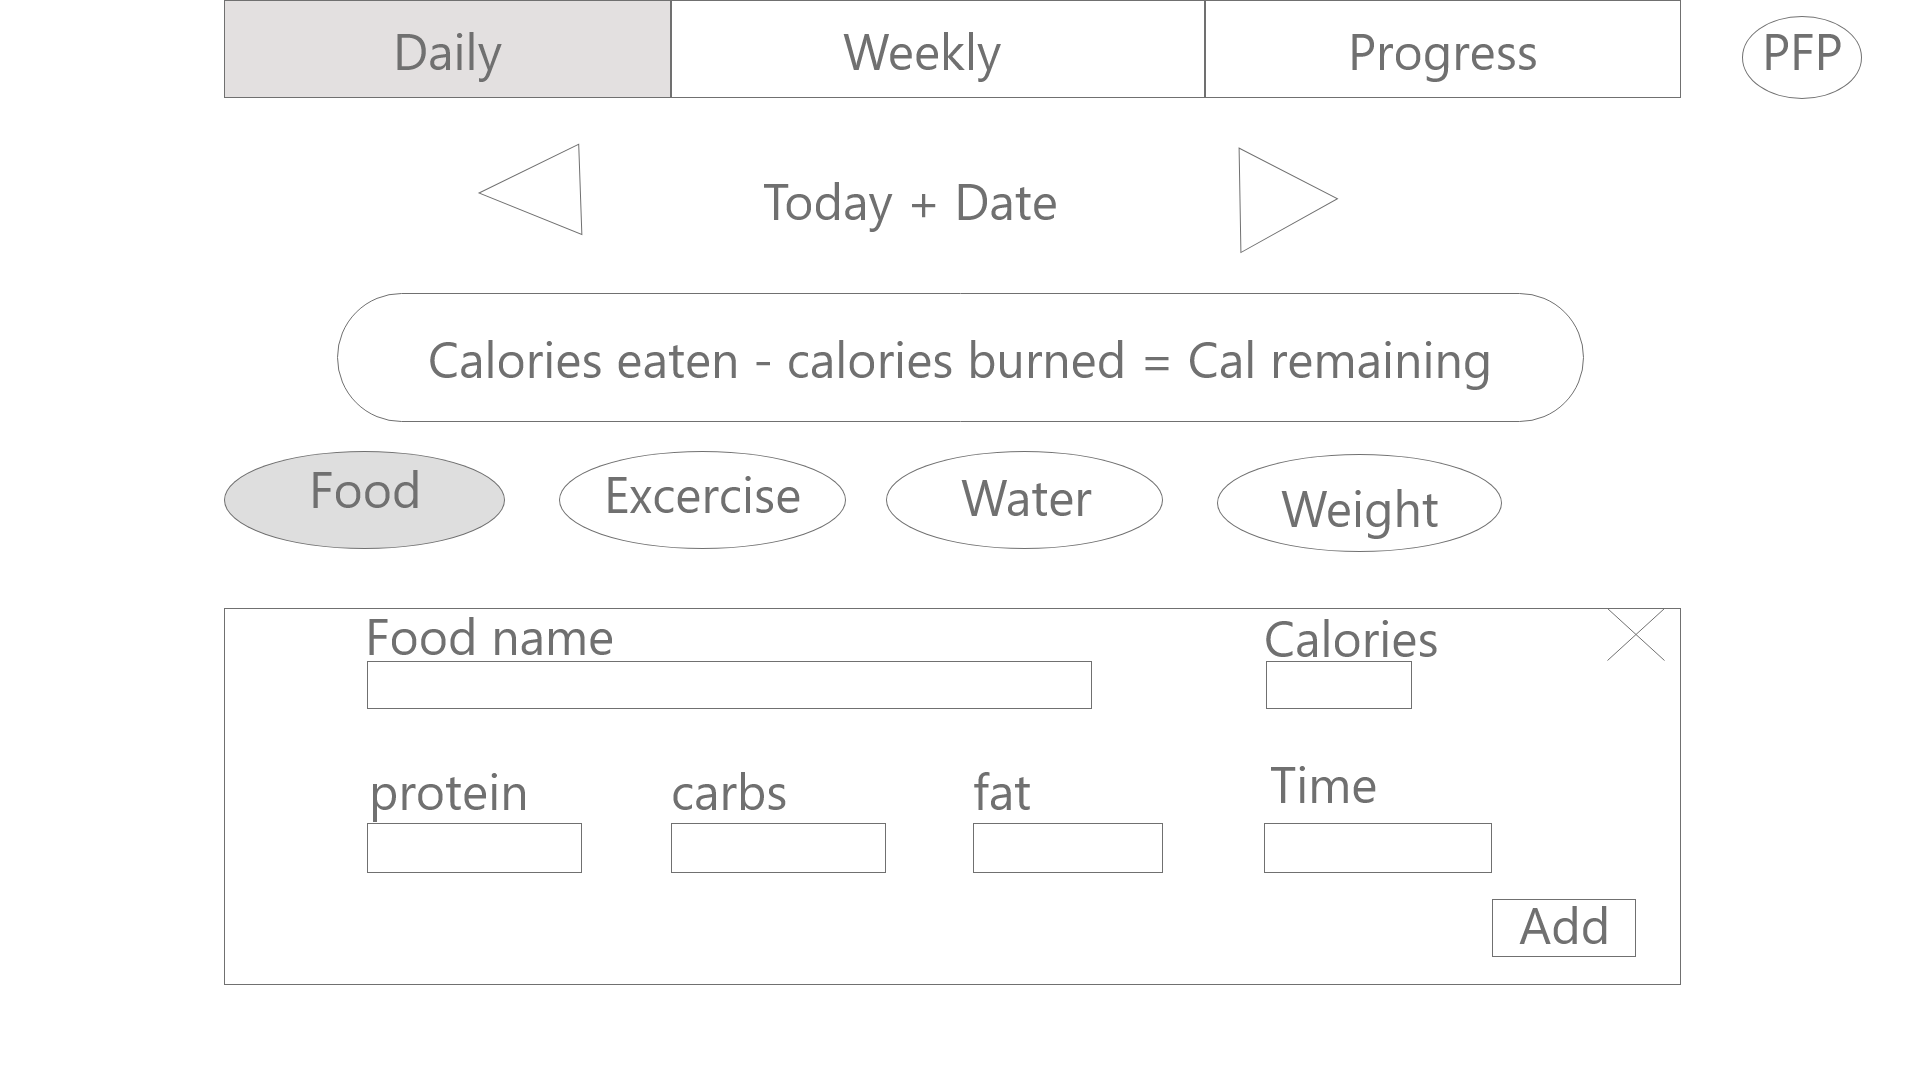 Daily Weekly Progress PFP
Today + Date
Calories eaten - calories burned = Cal remaining
Food Excercise Water Weight
Food name Calories
protein carbs fat Time
Add